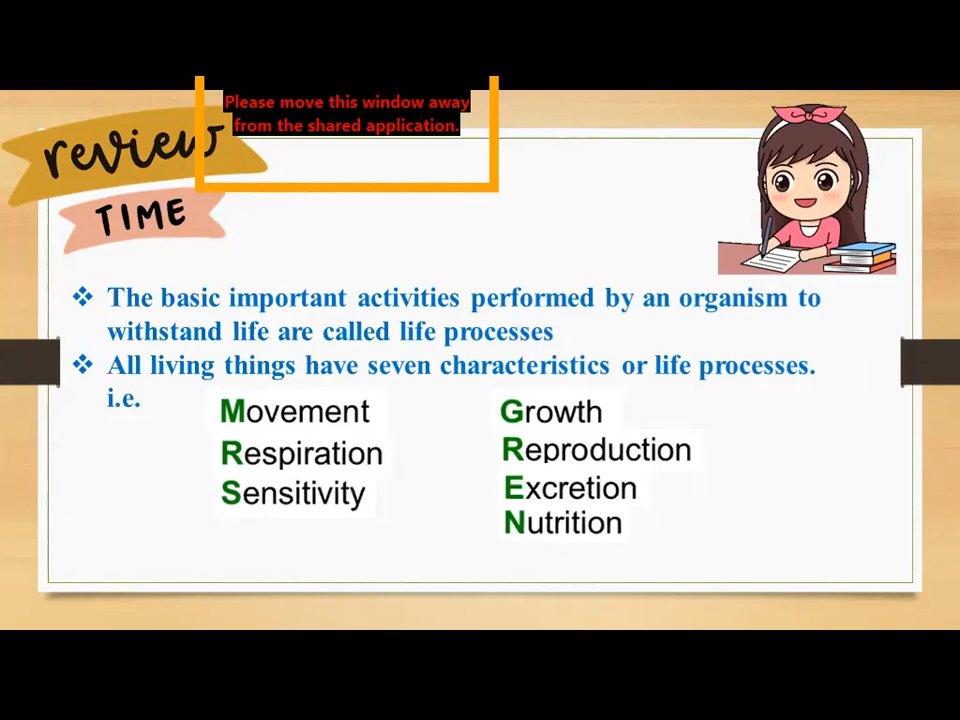 Please move this window away
from the shared application.
review
TIME
❖ The basic important activities performed by an organism to
withstand life are called life processes
❖ All living things have seven characteristics or life processes.
i.e.
Movement
Respiration
Sensitivity
Growth
Reproduction
Excretion
Nutrition